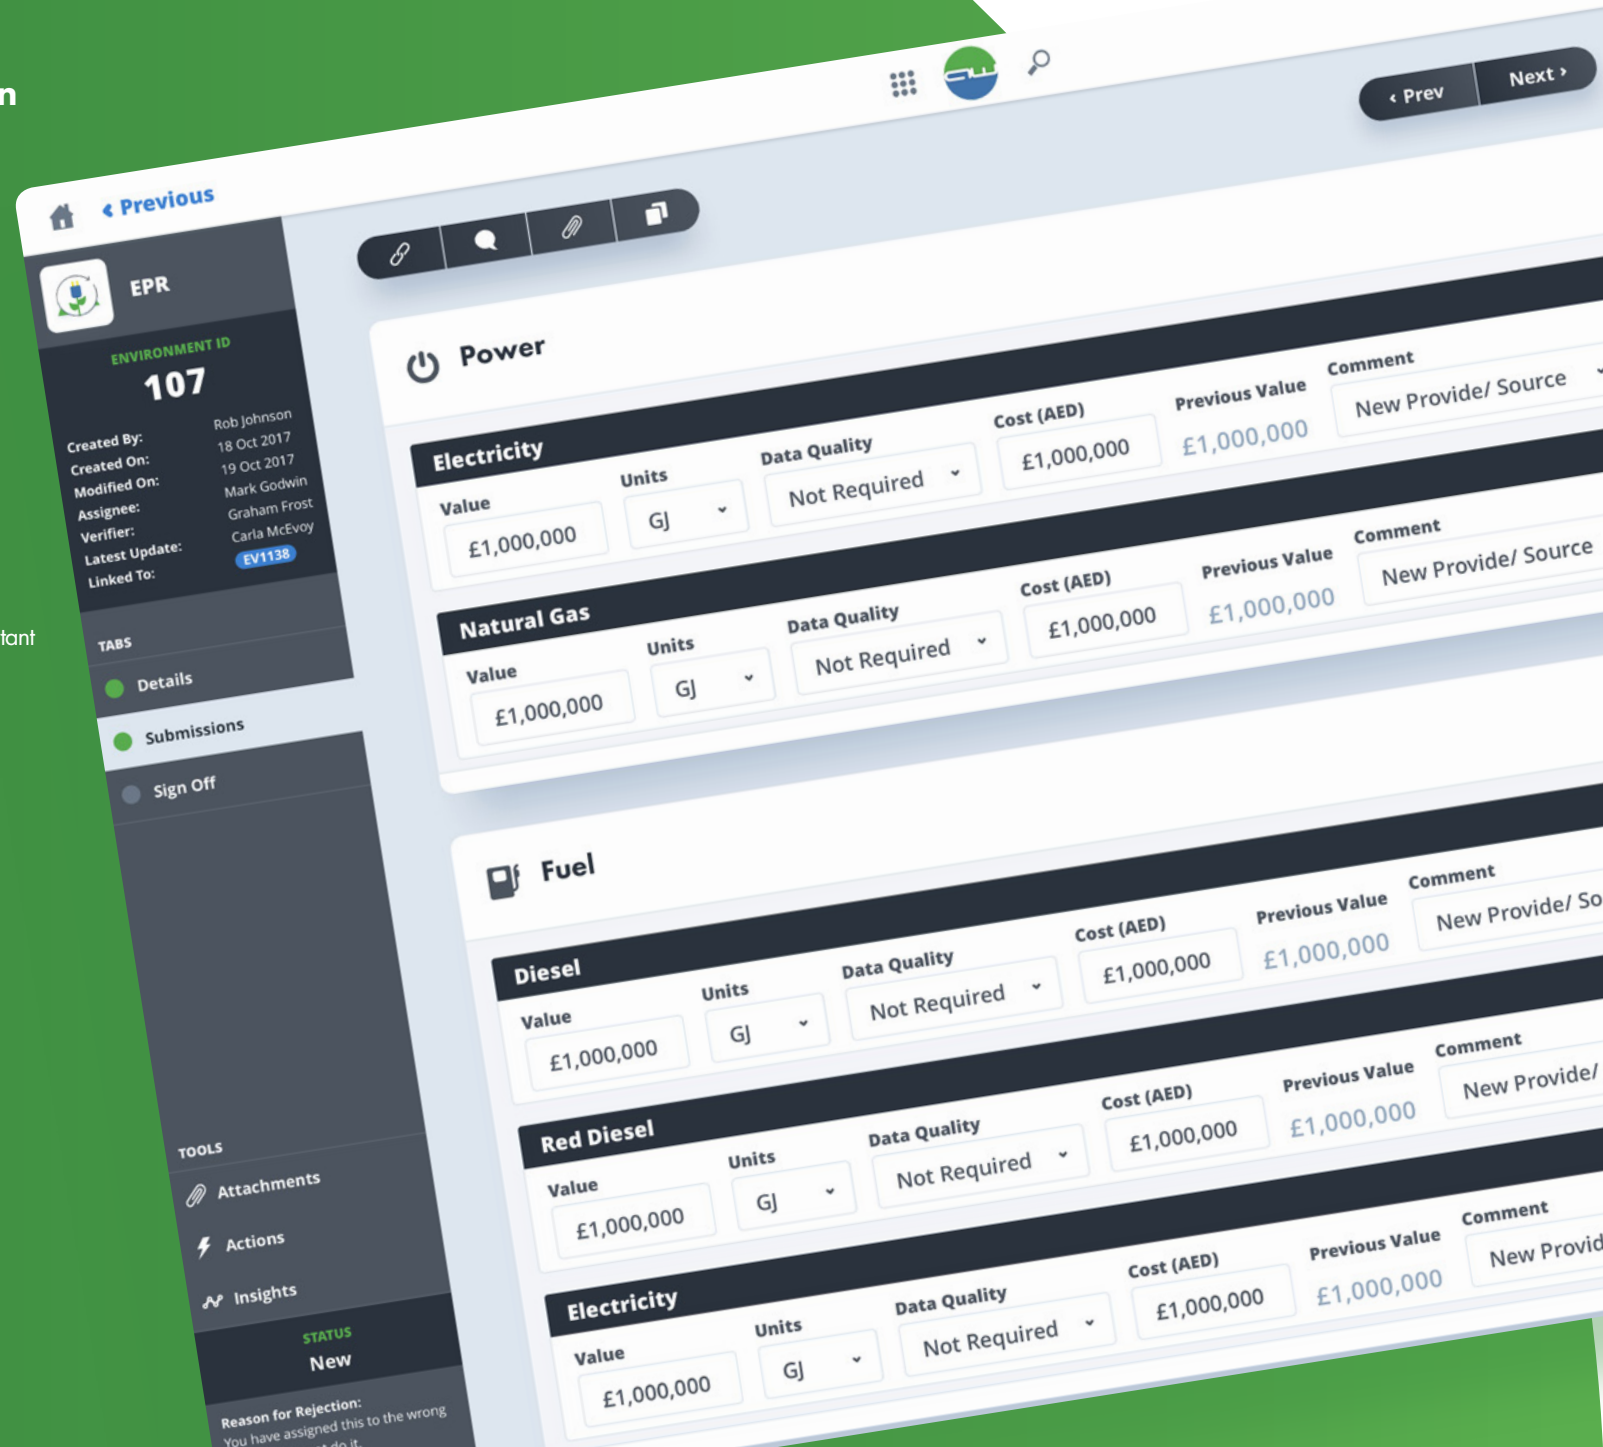 n
tant
Previous
‹ Prev
Next ›
EPR
ENVIRONMENT ID
107
Created By: Rob Johnson
Created On: 18 Oct 2017
Modified On: 19 Oct 2017
Assignee: Mark Godwin
Verifier: Graham Frost
Latest Update: Carla McEvoy
Linked To: EV1138
TABS
Details
Submissions
Sign Off
TOOLS
Attachments
Actions
Insights
STATUS
New
Reason for Rejection:
You have assigned this to the wrong
do it.
Power
Electricity
Value Units Data Quality Cost (AED) Previous Value Comment
£1,000,000 GJ Not Required £1,000,000 £1,000,000 New Provide/ Source
Natural Gas
Value Units Data Quality Cost (AED) Previous Value Comment
£1,000,000 GJ Not Required £1,000,000 £1,000,000 New Provide/ Source
Fuel
Diesel
Value Units Data Quality Cost (AED) Previous Value Comment
£1,000,000 GJ Not Required £1,000,000 £1,000,000 New Provide/ So
Red Diesel
Value Units Data Quality Cost (AED) Previous Value Comment
£1,000,000 GJ Not Required £1,000,000 £1,000,000 New Provide/
Electricity
Value Units Data Quality Cost (AED) Previous Value Comment
£1,000,000 GJ Not Required £1,000,000 £1,000,000 New Provid